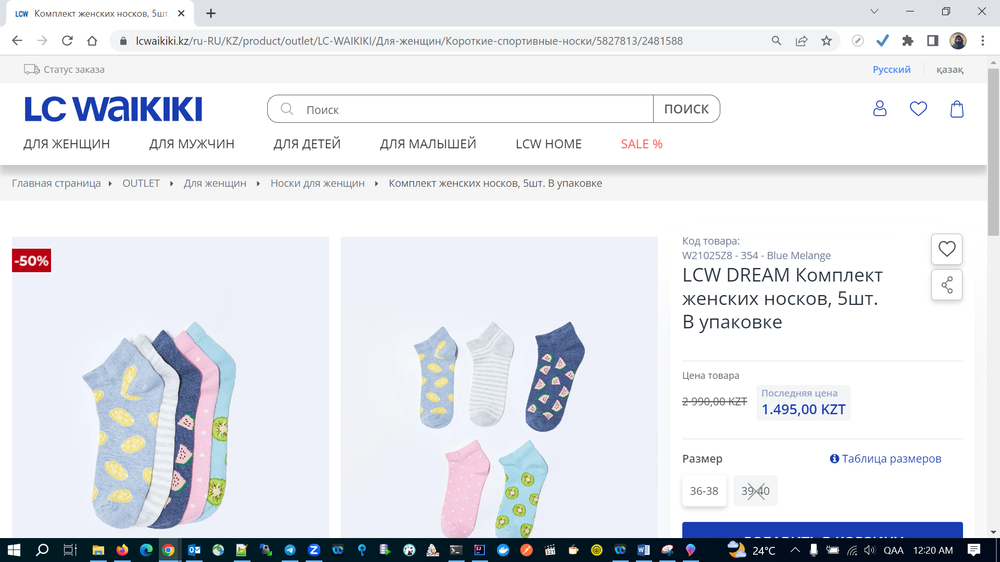 LCW Комплект женских носков, 5шт.
lcwaikiki.kz/ru-RU/KZ/product/outlet/LC-WAIKIKI/Для-женщин/Короткие-спортивные-носки/5827813/2481588
Статус заказа
Русский
қазақ
LC WAIKIKI
Поиск
ПОИСК
ДЛЯ ЖЕНЩИН
ДЛЯ МУЖЧИН
ДЛЯ ДЕТЕЙ
ДЛЯ МАЛЫШЕЙ
LCW HOME
SALE %
Главная страница
OUTLET
Для женщин
Носки для женщин
Комплект женских носков, 5шт. В упаковке
-50%
Код товара:
W21025Z8 - 354 - Blue Melange
LCW DREAM Комплект
женских носков, 5шт.
В упаковке
Цена товара
2 990,00 KZT
Последняя цена
1.495,00 KZT
Размер
Таблица размеров
36-38
39-40
ДОБАВИТЬ В КОРЗИНУ
24°C
QAA
12:20 AM